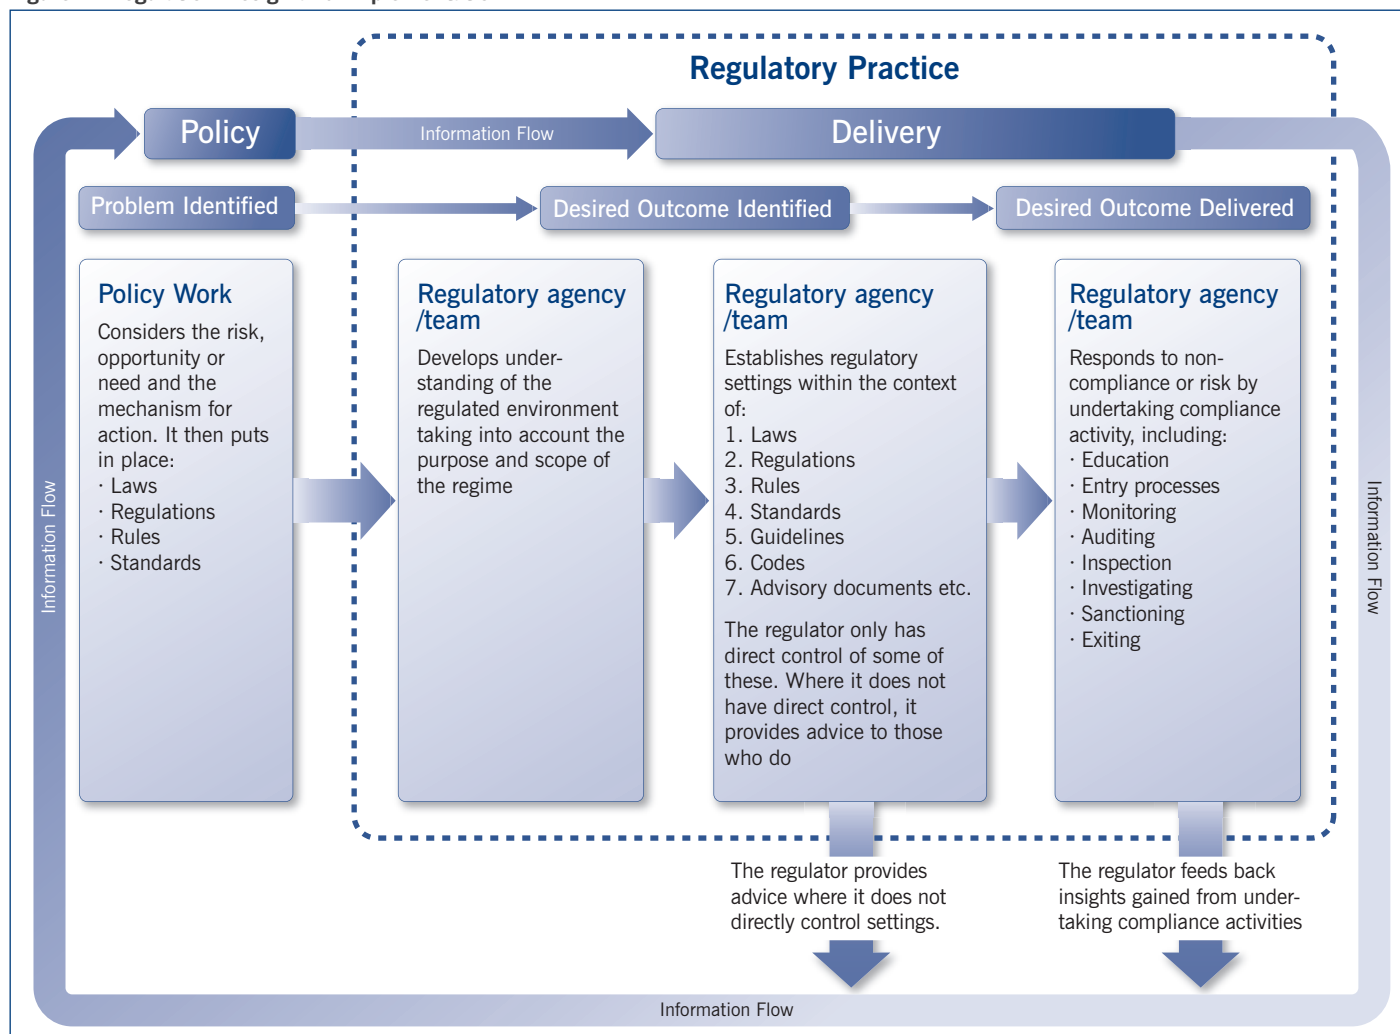 Regulatory Practice
Policy
Information Flow
Delivery
Problem Identified
Desired Outcome Identified
Desired Outcome Delivered
Policy Work
Considers the risk,
opportunity or
need and the
mechanism for
action. It then puts
in place:
· Laws
· Regulations
· Rules
· Standards
Regulatory agency
/team
Develops under-
standing of the
regulated environment
taking into account the
purpose and scope of
the regime
Regulatory agency
/team
Establishes regulatory
settings within the context
of:
1. Laws
2. Regulations
3. Rules
4. Standards
5. Guidelines
6. Codes
7. Advisory documents etc.
The regulator only has
direct control of some of
these. Where it does not
have direct control, it
provides advice to those
who do
Regulatory agency
/team
Responds to non-
compliance or risk by
undertaking compliance
activity, including:
· Education
· Entry processes
· Monitoring
· Auditing
· Inspection
· Investigating
· Sanctioning
· Exiting
Information Flow
Information Flow
The regulator provides
advice where it does not
directly control settings.
The regulator feeds back
insights gained from under-
taking compliance activities
Information Flow